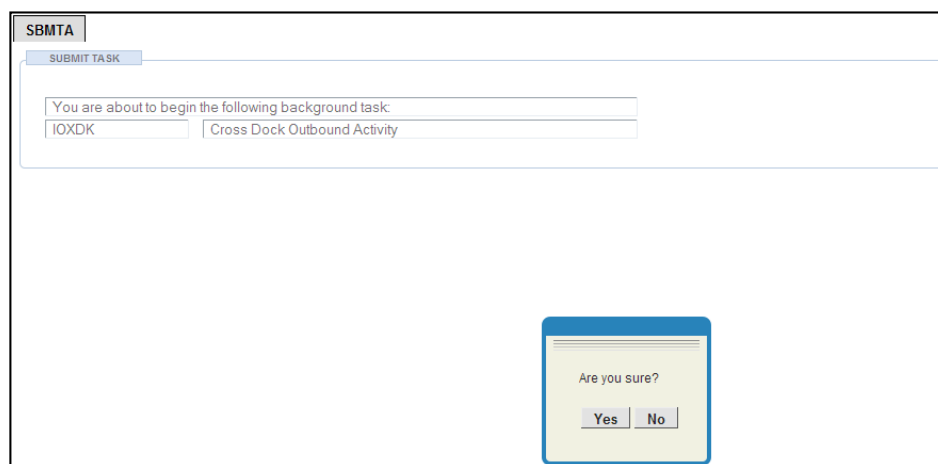 SBMTA
SUBMIT TASK
You are about to begin the following background task:
IOXDK Cross Dock Outbound Activity
Are you sure?
Yes No